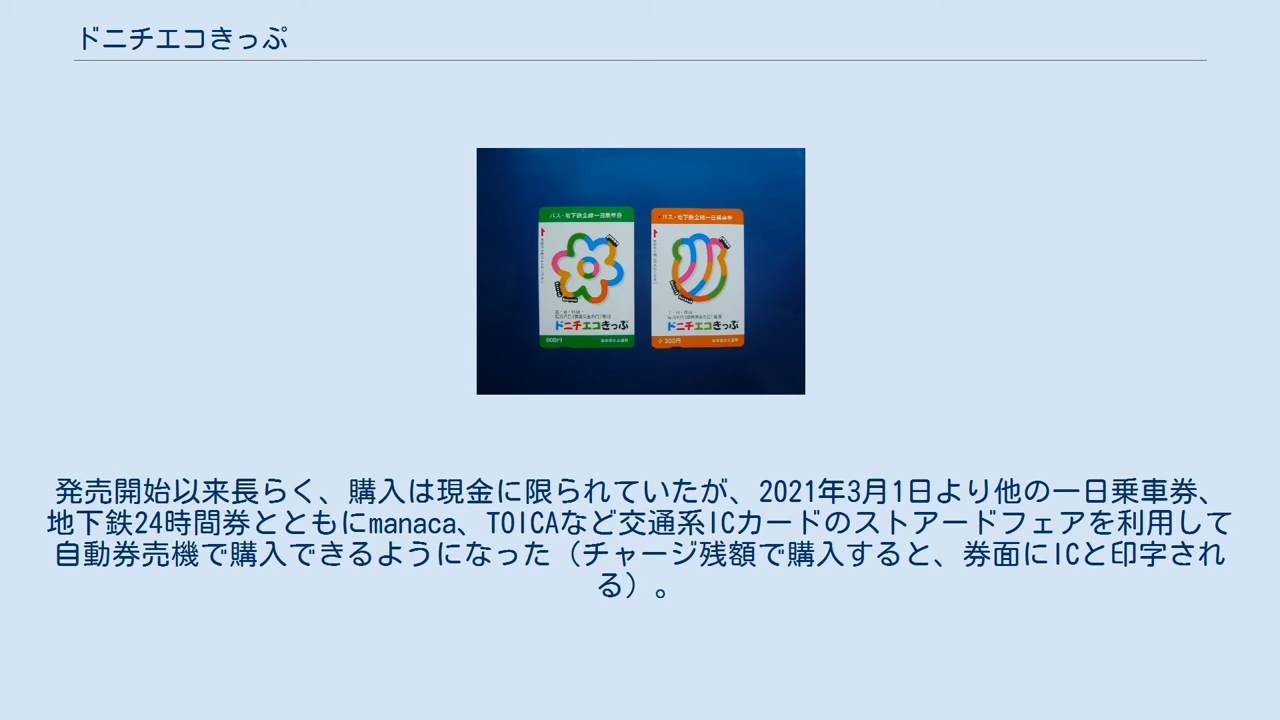 ドニチエコきっぷ
バス・地下鉄全線一日乗車券
バス・地下鉄全線一日乗車券
ドニチエコきっぷ
ドニチエコきっぷ
600円
300円
発売開始以来長らく、購入は現金に限られていたが、2021年3月1日より他の一日乗車券、
地下鉄24時間券とともにmanaca、TOICAなど交通系ICカードのストアードフェアを利用して
自動券売機で購入できるようになった（チャージ残額で購入すると、券面にICと印字され
る）。